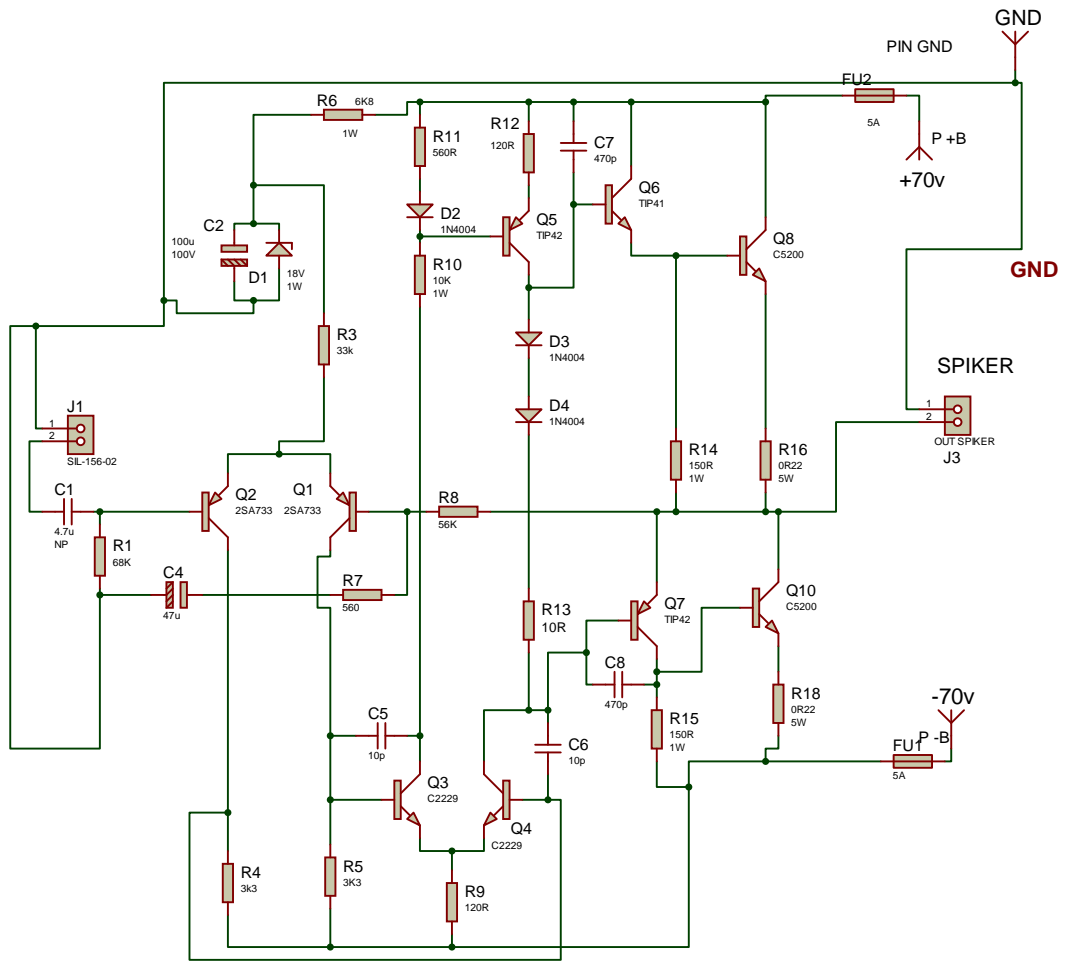 GND
PIN GND
FU2
5A
P +B
+70v
R6
6K8
1W
R11
560R
R12
120R
C7
470p
Q6
TIP41
D2
1N4004
Q5
TIP42
Q8
C5200
C2
100u
100V
D1
18V
1W
R10
10K
1W
GND
R3
33k
D3
1N4004
SPIKER
D4
1N4004
J1
1
2
SIL-156-02
1
2
OUT SPIKER
J3
R14
150R
1W
R16
0R22
5W
C1
4.7u
NP
Q2
2SA733
Q1
2SA733
R8
56K
R1
68K
C4
47u
R7
560
R13
10R
Q7
TIP42
Q10
C5200
C8
470p
R15
150R
1W
R18
0R22
5W
-70v
P -B
FU1
5A
C5
10p
C6
10p
Q3
C2229
Q4
C2229
R4
3k3
R5
3K3
R9
120R